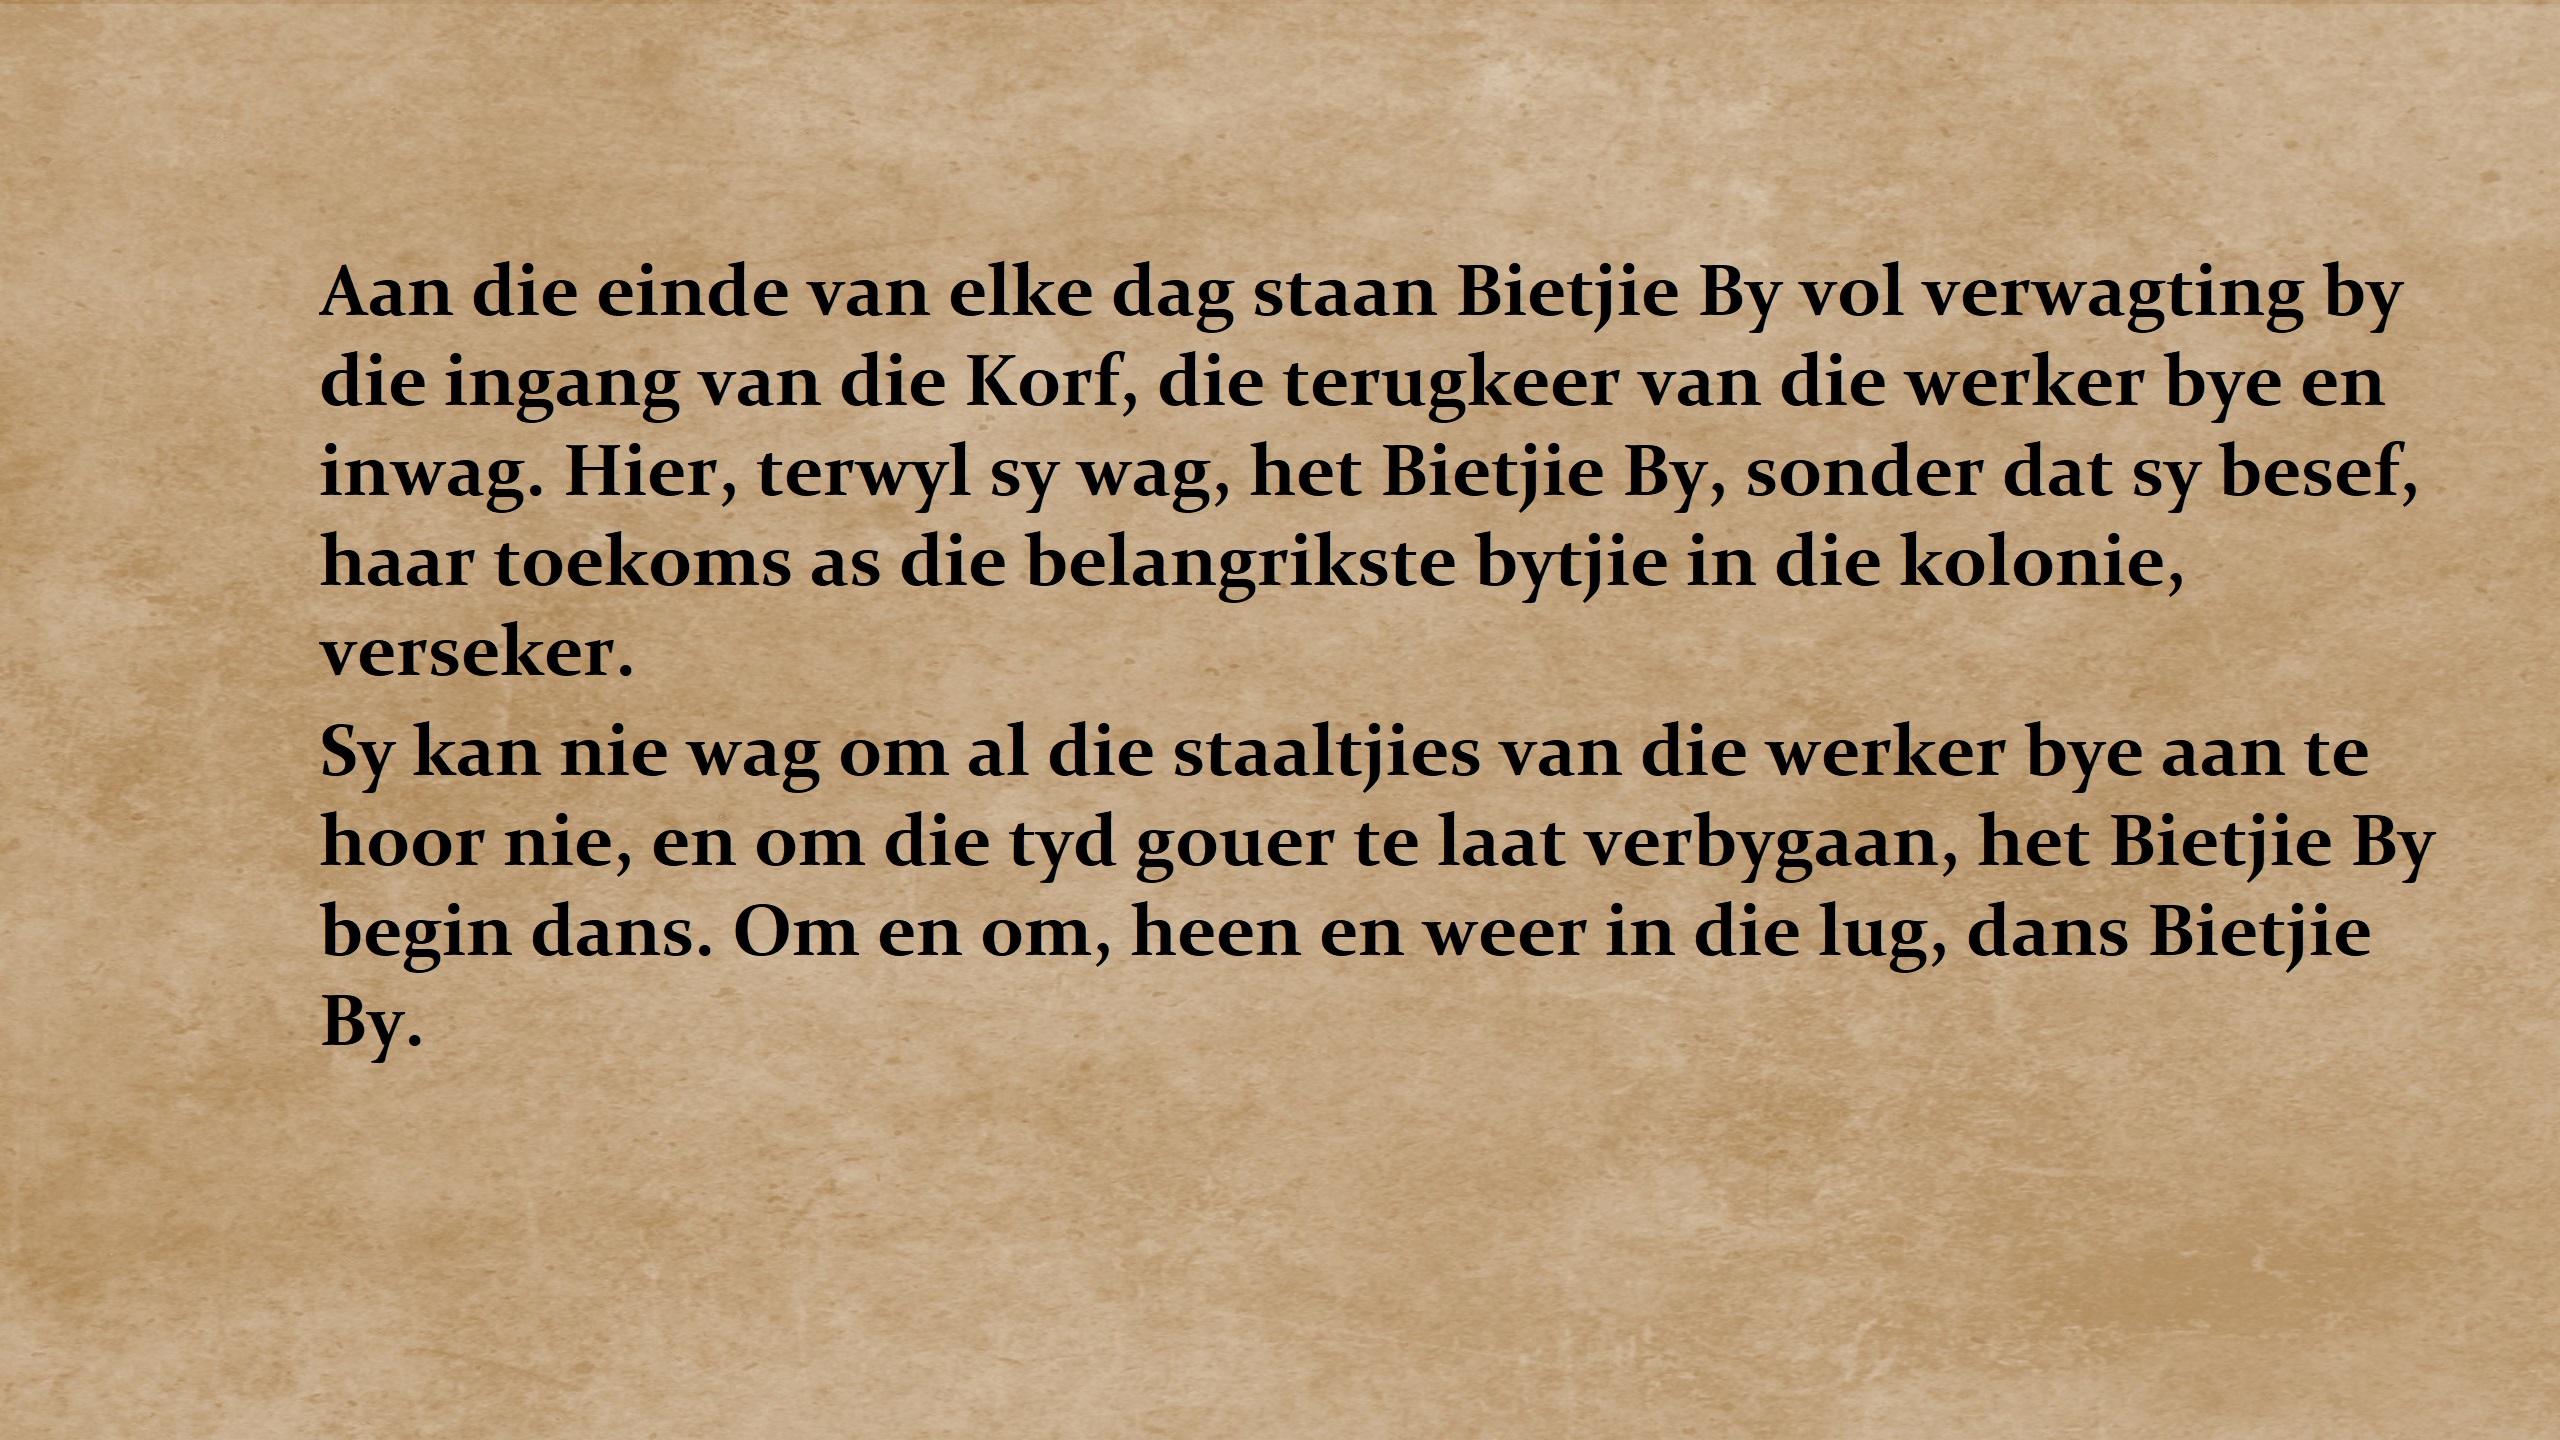 Aan die einde van elke dag staan Bietjie By vol verwagting by
die ingang van die Korf, die terugkeer van die werker bye en
inwag. Hier, terwyl sy wag, het Bietjie By, sonder dat sy besef,
haar toekoms as die belangrikste bytjie in die kolonie,
verseker.
Sy kan nie wag om al die staaltjies van die werker bye aan te
hoor nie, en om die tyd gouer te laat verbygaan, het Bietjie By
begin dans. Om en om, heen en weer in die lug, dans Bietjie
By.